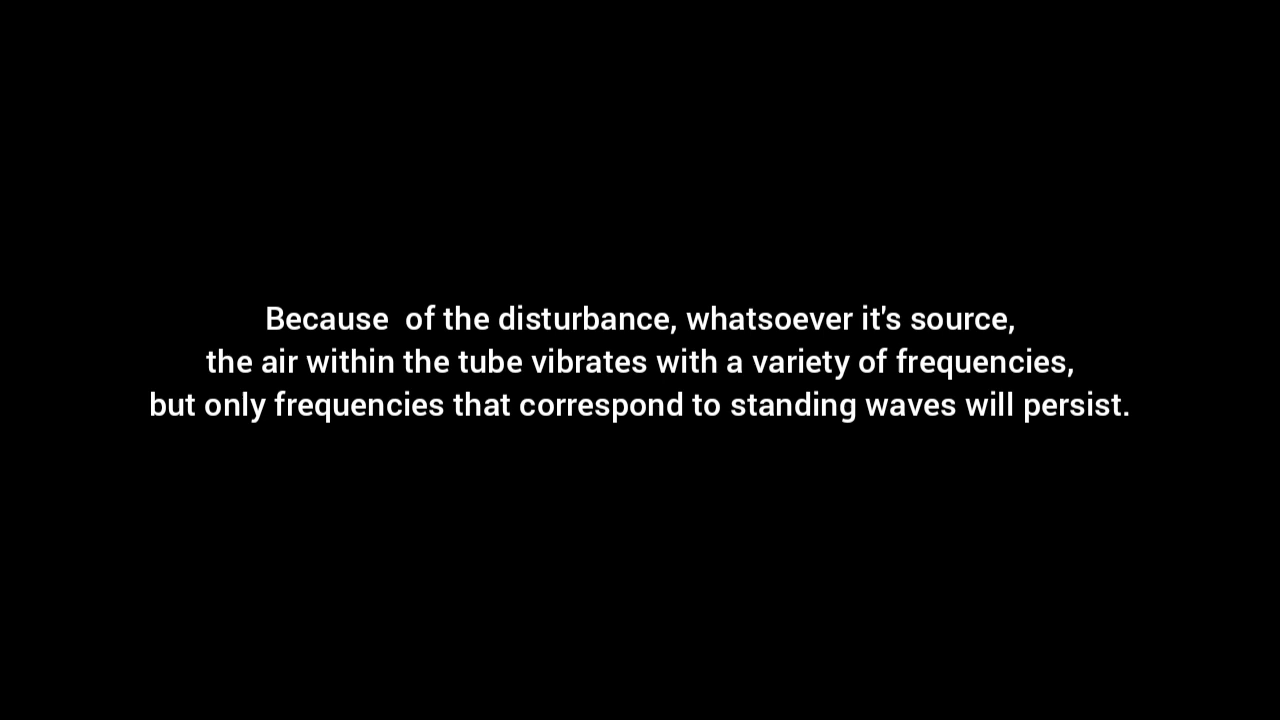 Because  of the disturbance, whatsoever it's source,
the air within the tube vibrates with a variety of frequencies,
but only frequencies that correspond to standing waves will persist.